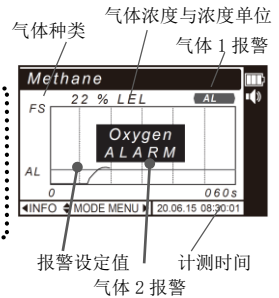 气体浓度与浓度单位
气体种类
气体 1 报警
Methane
FS
22 % LEL
AL
Oxygen
ALARM
AL
0
060s
◀INFO ◆ MODE MENU ▶ 20.06.15 08:30:01
报警设定值
计测时间
气体 2 报警